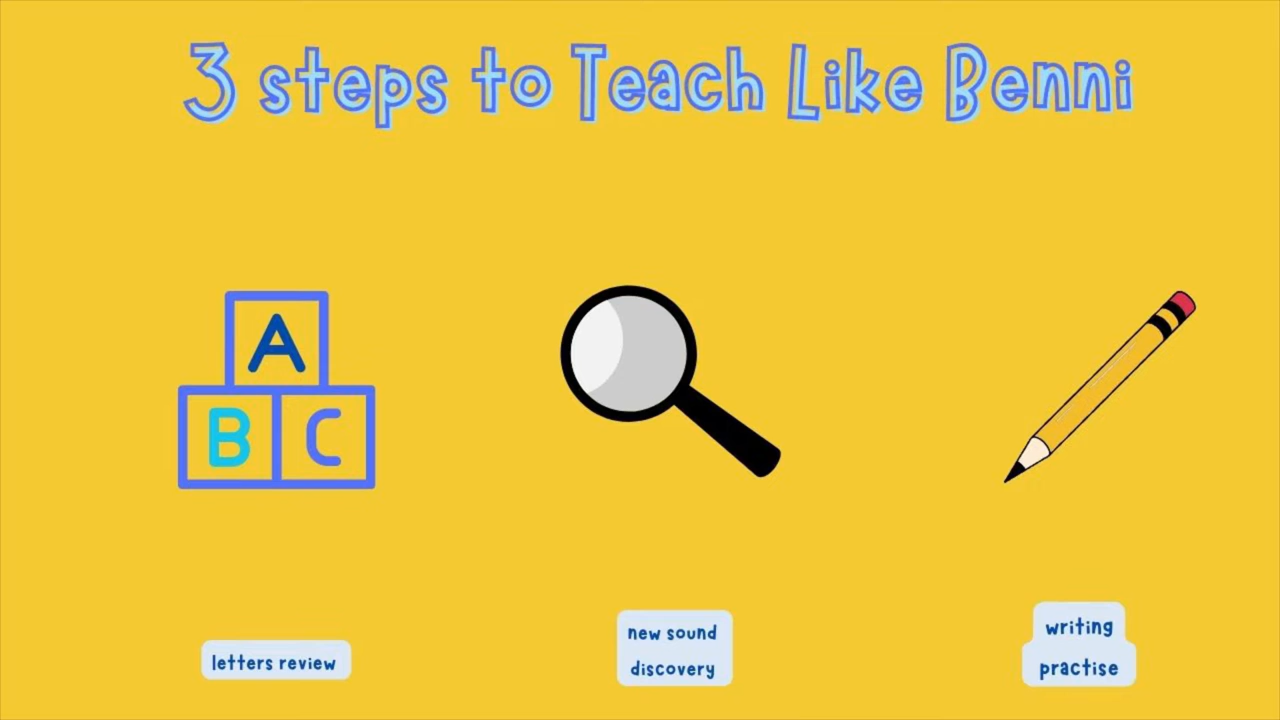 3 steps to Teach Like Benni
A
B C
letters review
new sound
discovery
writing
practise